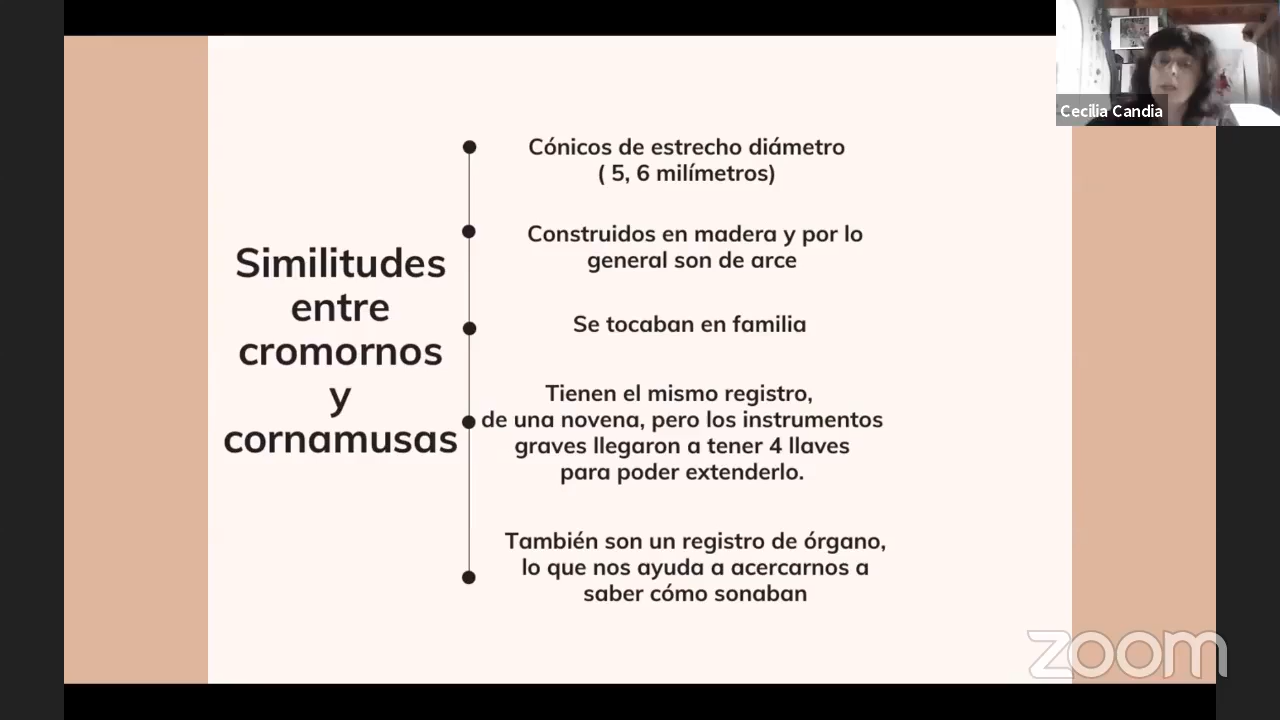 Cecilia Candia
Similitudes
entre
cromornos
y
cornamusas
Cónicos de estrecho diámetro
( 5, 6 milímetros)
Construidos en madera y por lo
general son de arce
Se tocaban en familia
Tienen el mismo registro,
de una novena, pero los instrumentos
graves llegaron a tener 4 llaves
para poder extenderlo.
También son un registro de órgano,
lo que nos ayuda a acercarnos a
saber cómo sonaban
zoom